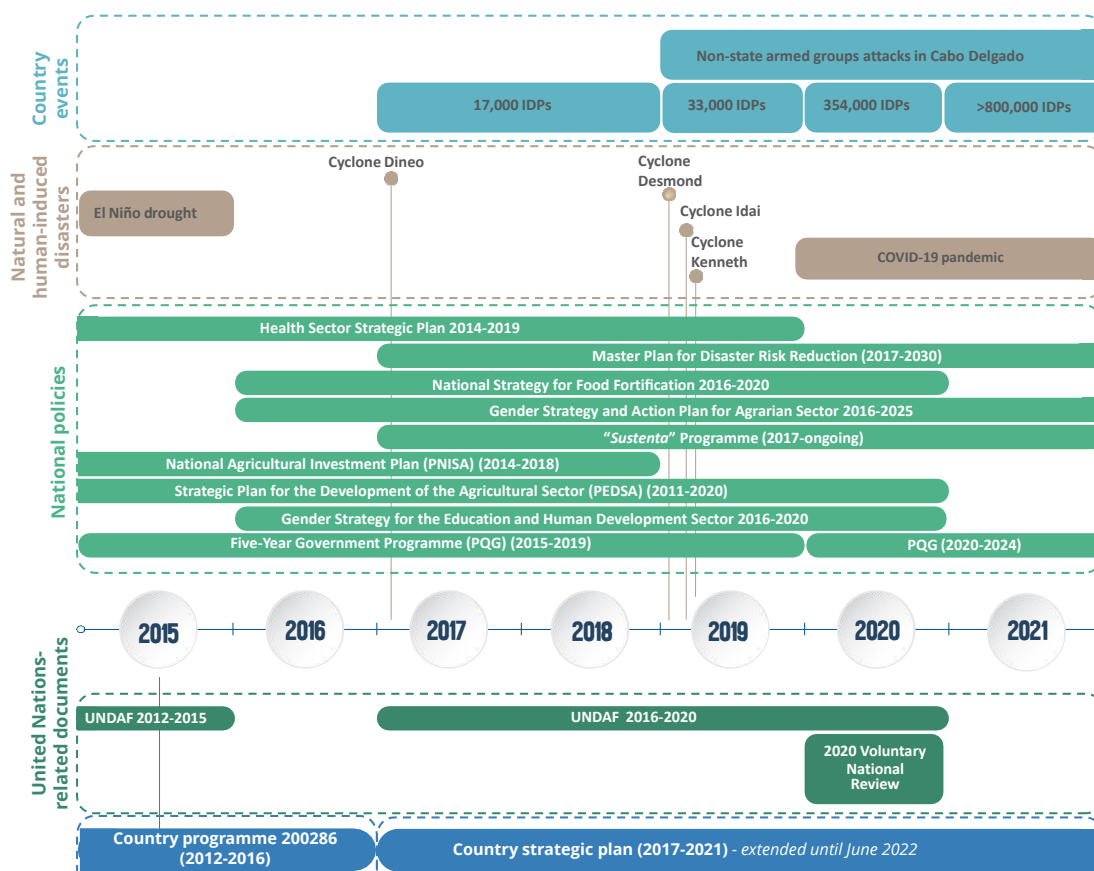 Country
events
Non-state armed groups attacks in Cabo Delgado
17,000 IDPs
33,000 IDPs
354,000 IDPs
>800,000 IDPs
Natural and
human-induced
disasters
Cyclone Dineo
Cyclone
Desmond
El Niño drought
Cyclone Idai
Cyclone
Kenneth
COVID-19 pandemic
National policies
Health Sector Strategic Plan 2014-2019
Master Plan for Disaster Risk Reduction (2017-2030)
National Strategy for Food Fortification 2016-2020
Gender Strategy and Action Plan for Agrarian Sector 2016-2025
“Sustenta” Programme (2017-ongoing)
National Agricultural Investment Plan (PNISA) (2014-2018)
Strategic Plan for the Development of the Agricultural Sector (PEDSA) (2011-2020)
Gender Strategy for the Education and Human Development Sector 2016-2020
Five-Year Government Programme (PQG) (2015-2019)
PQG (2020-2024)
2015
2016
2017
2018
2019
2020
2021
United Nations-
related documents
UNDAF 2012-2015
UNDAF 2016-2020
2020 Voluntary
National
Review
Country programme 200286
(2012-2016)
Country strategic plan (2017-2021) - extended until June 2022